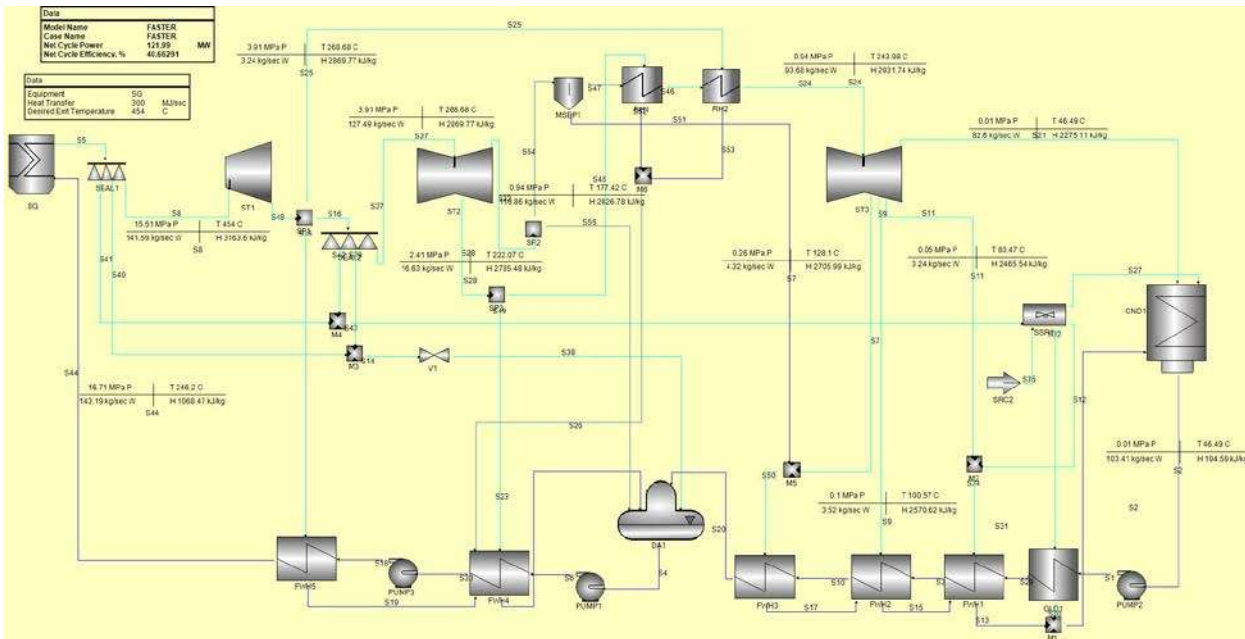 Data
Model Name FASTER
Case Name FASTER
Net Cycle Power 121.99 MW
Net Cycle Efficiency, % 40.66291
Data
Equipment SG
Heat Transfer 300 MJ/sec
Desired Exit Temperature 454 C
S25
3.91 MPa P T 268.68 C
3.24 kg/sec W H 2869.77 kJ/kg
S25
3.91 MPa P T 268.68 C
127.49 kg/sec W H 2869.77 kJ/kg
S37
0.94 MPa P T 243.98 C
93.68 kg/sec W H 2931.74 kJ/kg
S24
S24
0.01 MPa P T 46.49 C
82.6 kg/sec W H 2275.11 kJ/kg
S47
S46
RH2
MSEP1
S51
S53
S54
S5
SG
SEAL1
S8
ST1
S49
S16
S37
ST2
S45
M6
0.94 MPa P T 177.42 C
H 2826.78 kJ/kg
SP2
S55
ST3
S9
S11
15.51 MPa P T 454 C
141.59 kg/sec W H 3163.6 kJ/kg
S8
S41
S40
2.41 MPa P T 222.07 C
16.63 kg/sec W H 2785.48 kJ/kg
S28
S28
0.26 MPa P T 128.1 C
4.32 kg/sec W H 2705.99 kJ/kg
S7
0.05 MPa P T 83.47 C
3.24 kg/sec W H 2465.54 kJ/kg
S11
S27
CND1
M4
S43
M3
S14
V1
S38
S7
S35
SRC2
S12
S44
16.71 MPa P T 246.2 C
143.19 kg/sec W H 1068.47 kJ/kg
S44
S26
0.01 MPa P T 46.49 C
103.41 kg/sec W H 194.59 kJ/kg
M5
M2
S34
S50
0.1 MPa P T 100.57 C
3.52 kg/sec W H 2570.62 kJ/kg
S9
S23
S20
S31
S2
DA1
FWH5
S18
PUMP3
FWH4
S6
PUMP1
S4
FWH3
S10
FWH2
FWH1
S1
PUMP2
S19
S17
S15
S13
M1